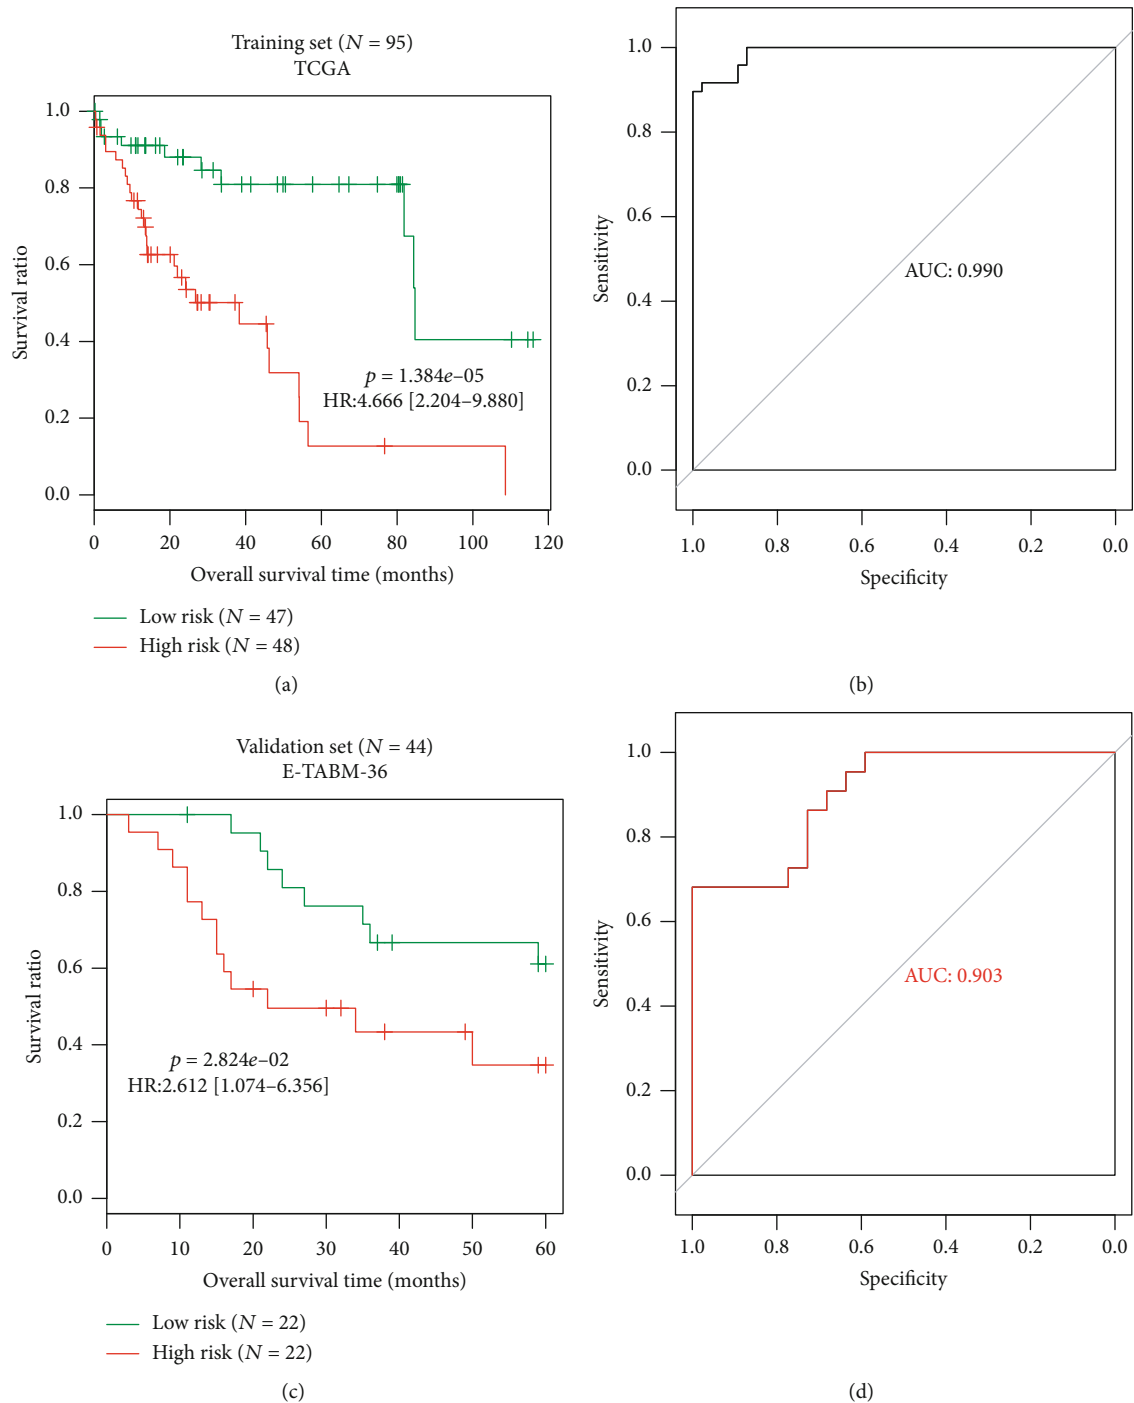 Training set (N = 95)
TCGA
1.0
0.8
0.6
0.4
0.2
0.0
Survival ratio
p = 1.384e–05
HR:4.666 [2.204–9.880]
0 20 40 60 80 100 120
Overall survival time (months)
Low risk (N = 47)
High risk (N = 48)
(a)
1.0
0.8
0.6
0.4
0.2
0.0
Sensitivity
AUC: 0.990
1.0 0.8 0.6 0.4 0.2 0.0
Specificity
(b)
Validation set (N = 44)
E-TABM-36
1.0
0.8
0.6
0.4
0.2
0.0
Survival ratio
p = 2.824e–02
HR:2.612 [1.074–6.356]
0 10 20 30 40 50 60
Overall survival time (months)
Low risk (N = 22)
High risk (N = 22)
(c)
1.0
0.8
0.6
0.4
0.2
0.0
Sensitivity
AUC: 0.903
1.0 0.8 0.6 0.4 0.2 0.0
Specificity
(d)